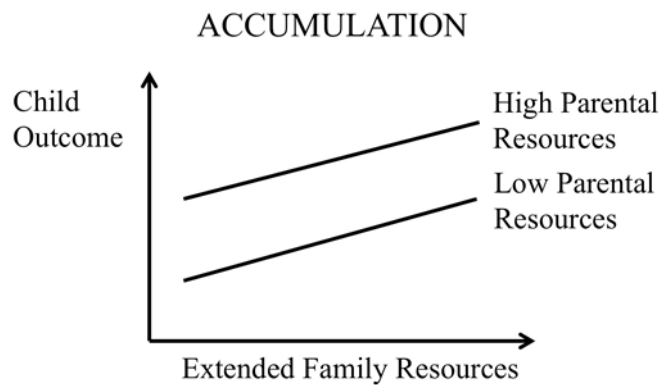 ACCUMULATION
Child
Outcome
High Parental
Resources
Low Parental
Resources
Extended Family Resources